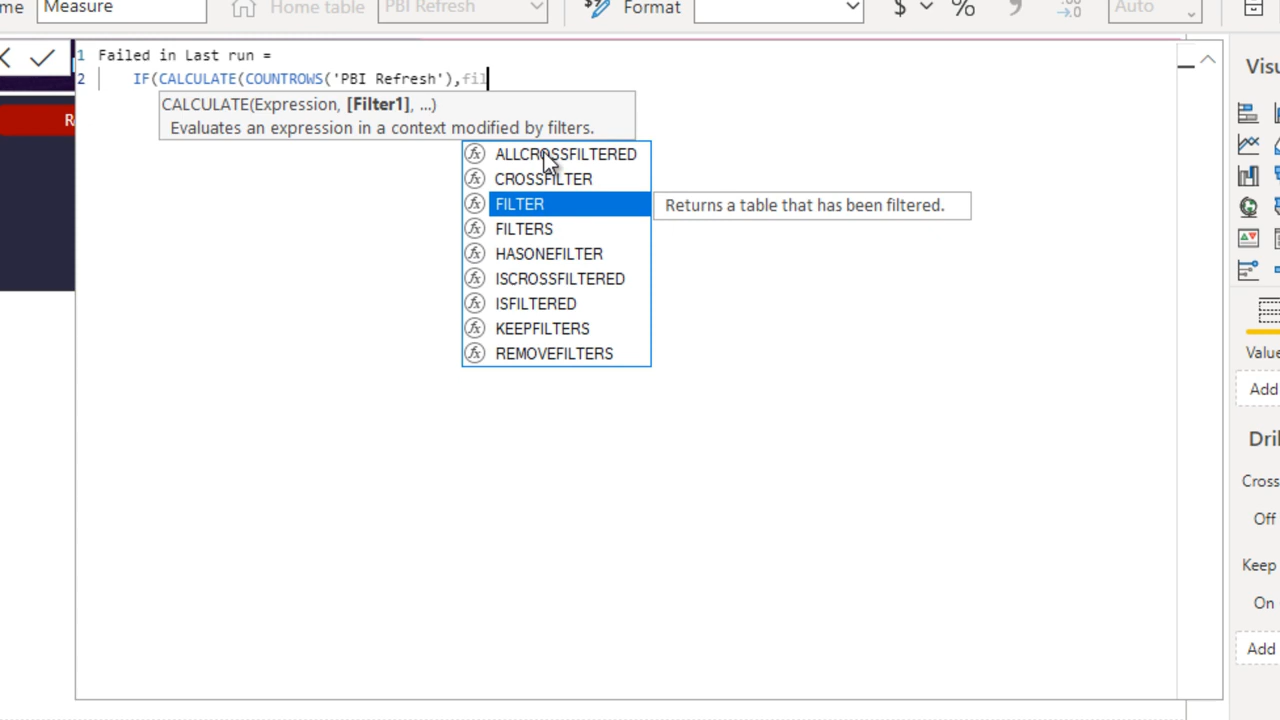 me Measure Home table PBI Refresh Format $ % Auto
1 Failed in Last run =
2 IF(CALCULATE(COUNTROWS('PBI Refresh'),fil
CALCULATE(Expression, [Filter1], ...)
Evaluates an expression in a context modified by filters.
ALLCROSSFILTERED
CROSSFILTER
FILTER Returns a table that has been filtered.
FILTERS
HASONEFILTER
ISCROSSFILTERED
ISFILTERED
KEEPFILTERS
REMOVEFILTERS
R
Visu
Value
Add
Dril
Cross
Off
Keep
On
Add